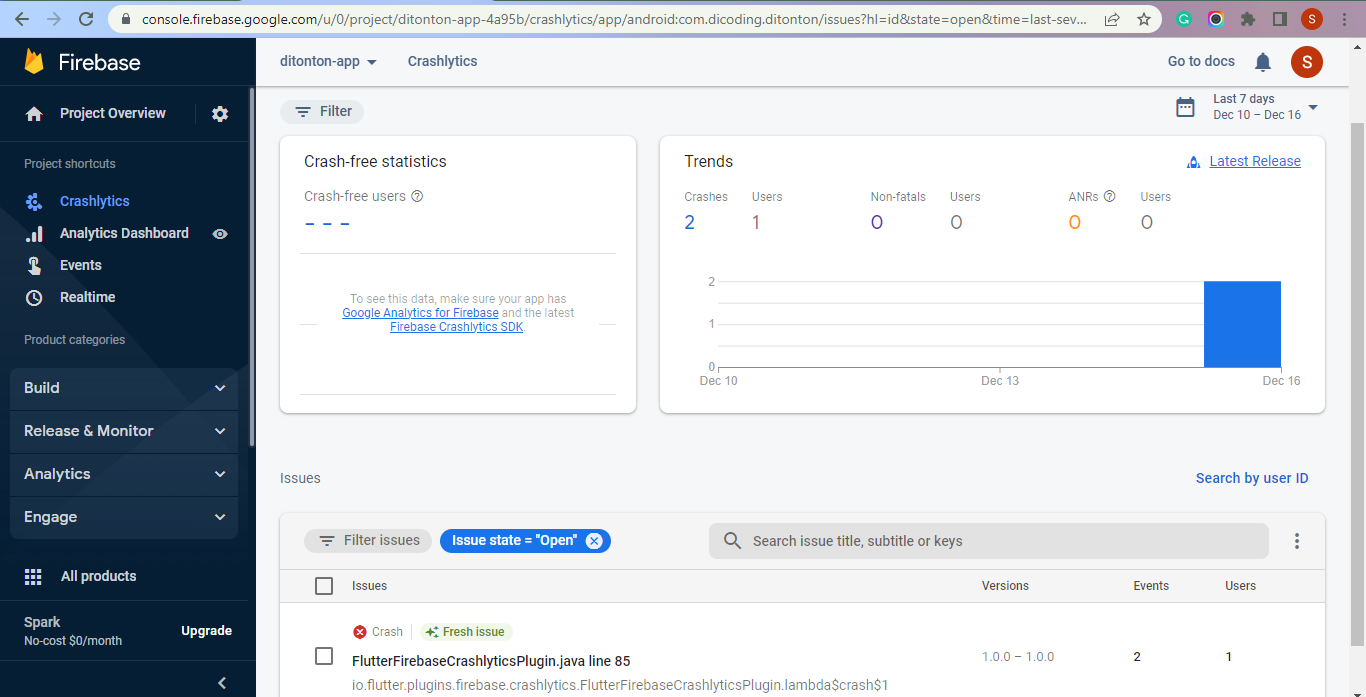 console.firebase.google.com/u/0/project/ditonton-app-4a95b/crashlytics/app/android:com.dicoding.ditonton/issues?hl=id&state=open&time=last-sev...
S
Firebase
Project Overview
Project shortcuts
Crashlytics
Analytics Dashboard
Events
Realtime
Product categories
Build
Release & Monitor
Analytics
Engage
All products
Spark
No-cost $0/month
Upgrade
ditonton-app
Crashlytics
Go to docs
S
Filter
Last 7 days
Dec 10 – Dec 16
Crash-free statistics
Crash-free users
– – –
To see this data, make sure your app has
Google Analytics for Firebase and the latest
Firebase Crashlytics SDK.
Trends
Latest Release
Crashes Users Non-fatals Users ANRs Users
2 1 0 0 0 0
2
1
0
Dec 10 Dec 13 Dec 16
Issues
Search by user ID
Filter issues
Issue state = "Open"
Search issue title, subtitle or keys
Issues Versions Events Users
Crash Fresh issue
FlutterFirebaseCrashlyticsPlugin.java line 85
io.flutter.plugins.firebase.crashlytics.FlutterFirebaseCrashlyticsPlugin.lambda$crash$1
1.0.0 – 1.0.0 2 1